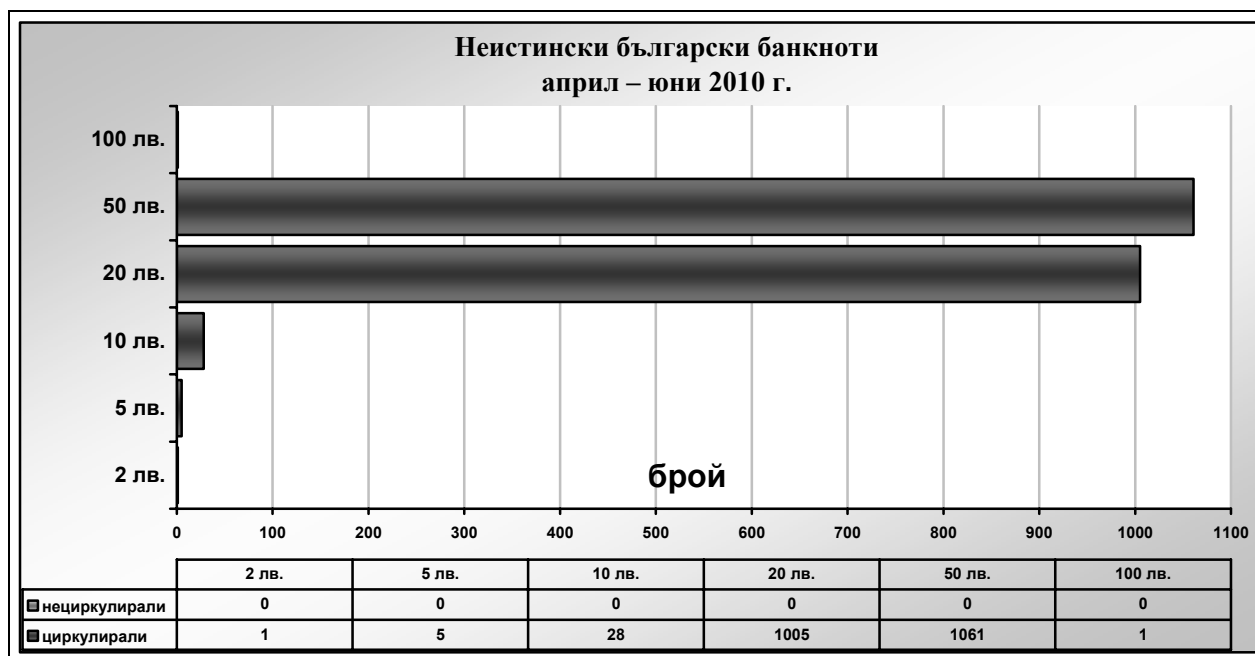 Неистински български банкноти
април – юни 2010 г.
100 лв.
50 лв.
20 лв.
10 лв.
5 лв.
2 лв.
брой
0 100 200 300 400 500 600 700 800 900 1000 1100
2 лв. 5 лв. 10 лв. 20 лв. 50 лв. 100 лв.
нециркулирали 0 0 0 0 0 0
циркулирали 1 5 28 1005 1061 1